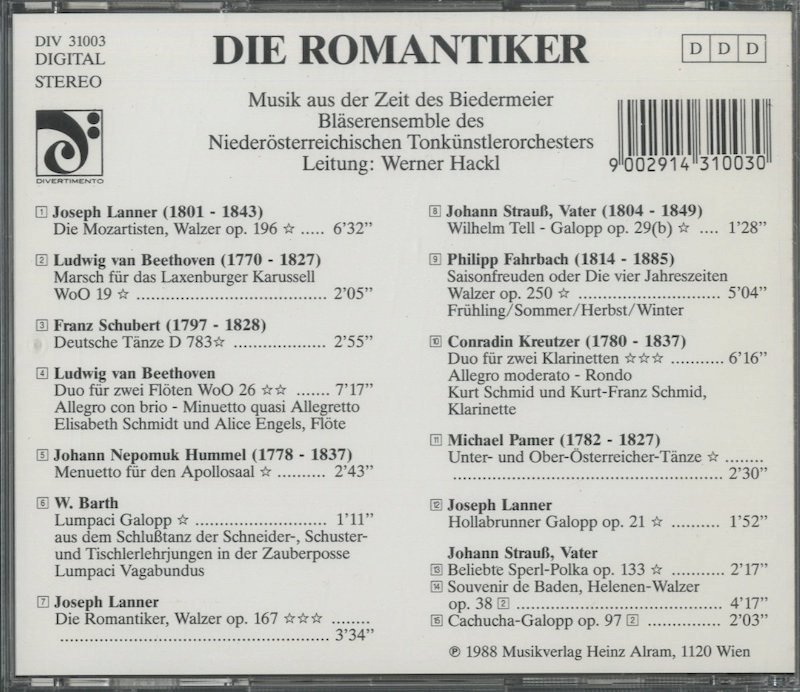 DIV 31003
DIGITAL
STEREO
DIVERTIMENTO
DIE ROMANTIKER
DDD
Musik aus der Zeit des Biedermeier
Bläserensemble des
Niederösterreichischen Tonkünstlerorchesters
Leitung: Werner Hackl
9 002914 310030
1 Joseph Lanner (1801 - 1843)
Die Mozartisten, Walzer op. 196 ☆ ..... 6’32”
2 Ludwig van Beethoven (1770 - 1827)
Marsch für das Laxenburger Karussell
WoO 19 ☆ ................................ 2’05”
3 Franz Schubert (1797 - 1828)
Deutsche Tänze D 783☆ ................... 2’55”
4 Ludwig van Beethoven
Duo für zwei Flöten WoO 26 ☆☆ ....... 7’17”
Allegro con brio - Minuetto quasi Allegretto
Elisabeth Schmidt und Alice Engels, Flöte
5 Johann Nepomuk Hummel (1778 - 1837)
Menuetto für den Apollosaal ☆ .......... 2’43”
6 W. Barth
Lumpaci Galopp ☆ ........................ 1’11”
aus dem Schlußtanz der Schneider-, Schuster-
und Tischlerlehrjungen in der Zauberposse
Lumpaci Vagabundus
7 Joseph Lanner
Die Romantiker, Walzer op. 167 ☆☆☆ ........
............................................. 3’34”
8 Johann Strauß, Vater (1804 - 1849)
Wilhelm Tell - Galopp op. 29(b) ☆ .... 1’28”
9 Philipp Fahrbach (1814 - 1885)
Saisonfreuden oder Die vier Jahreszeiten
Walzer op. 250 ☆ ......................... 5’04”
Frühling/Sommer/Herbst/Winter
10 Conradin Kreutzer (1780 - 1837)
Duo für zwei Klarinetten ☆☆☆ ........... 6’16”
Allegro moderato - Rondo
Kurt Schmid und Kurt-Franz Schmid,
Klarinette
11 Michael Pamer (1782 - 1827)
Unter- und Ober-Österreicher-Tänze ☆ ........
............................................. 2’30”
12 Joseph Lanner
Hollabrunner Galopp op. 21 ☆ .......... 1’52”
Johann Strauß, Vater
13 Beliebte Sperl-Polka op. 133 ☆ .......... 2’17”
14 Souvenir de Baden, Helenen-Walzer
op. 38 2 .................................. 4’17”
15 Cachucha-Galopp op. 97 2 .............. 2’03”
℗ 1988 Musikverlag Heinz Alram, 1120 Wien